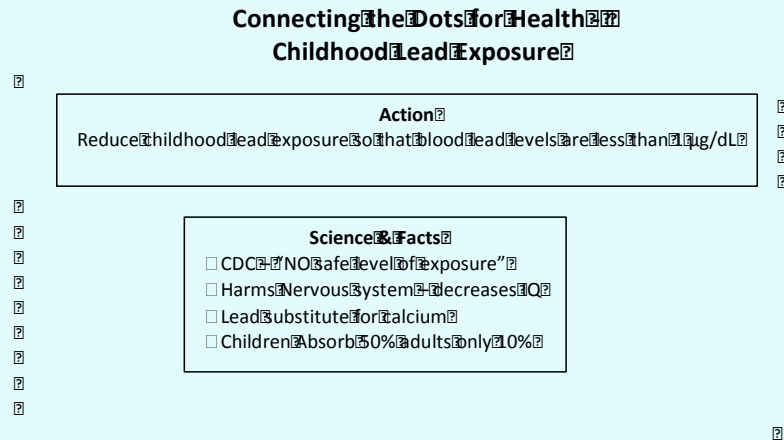 Connecting the Dots for Health –
Childhood Lead Exposure
Action
Reduce childhood lead exposure so that blood lead levels are less than 1 µg/dL
Science & Facts
□ CDC – “NO safe level of exposure”
□ Harms Nervous system – decreases IQ
□ Lead substitute for calcium
□ Children Absorb 50% adults only 10%